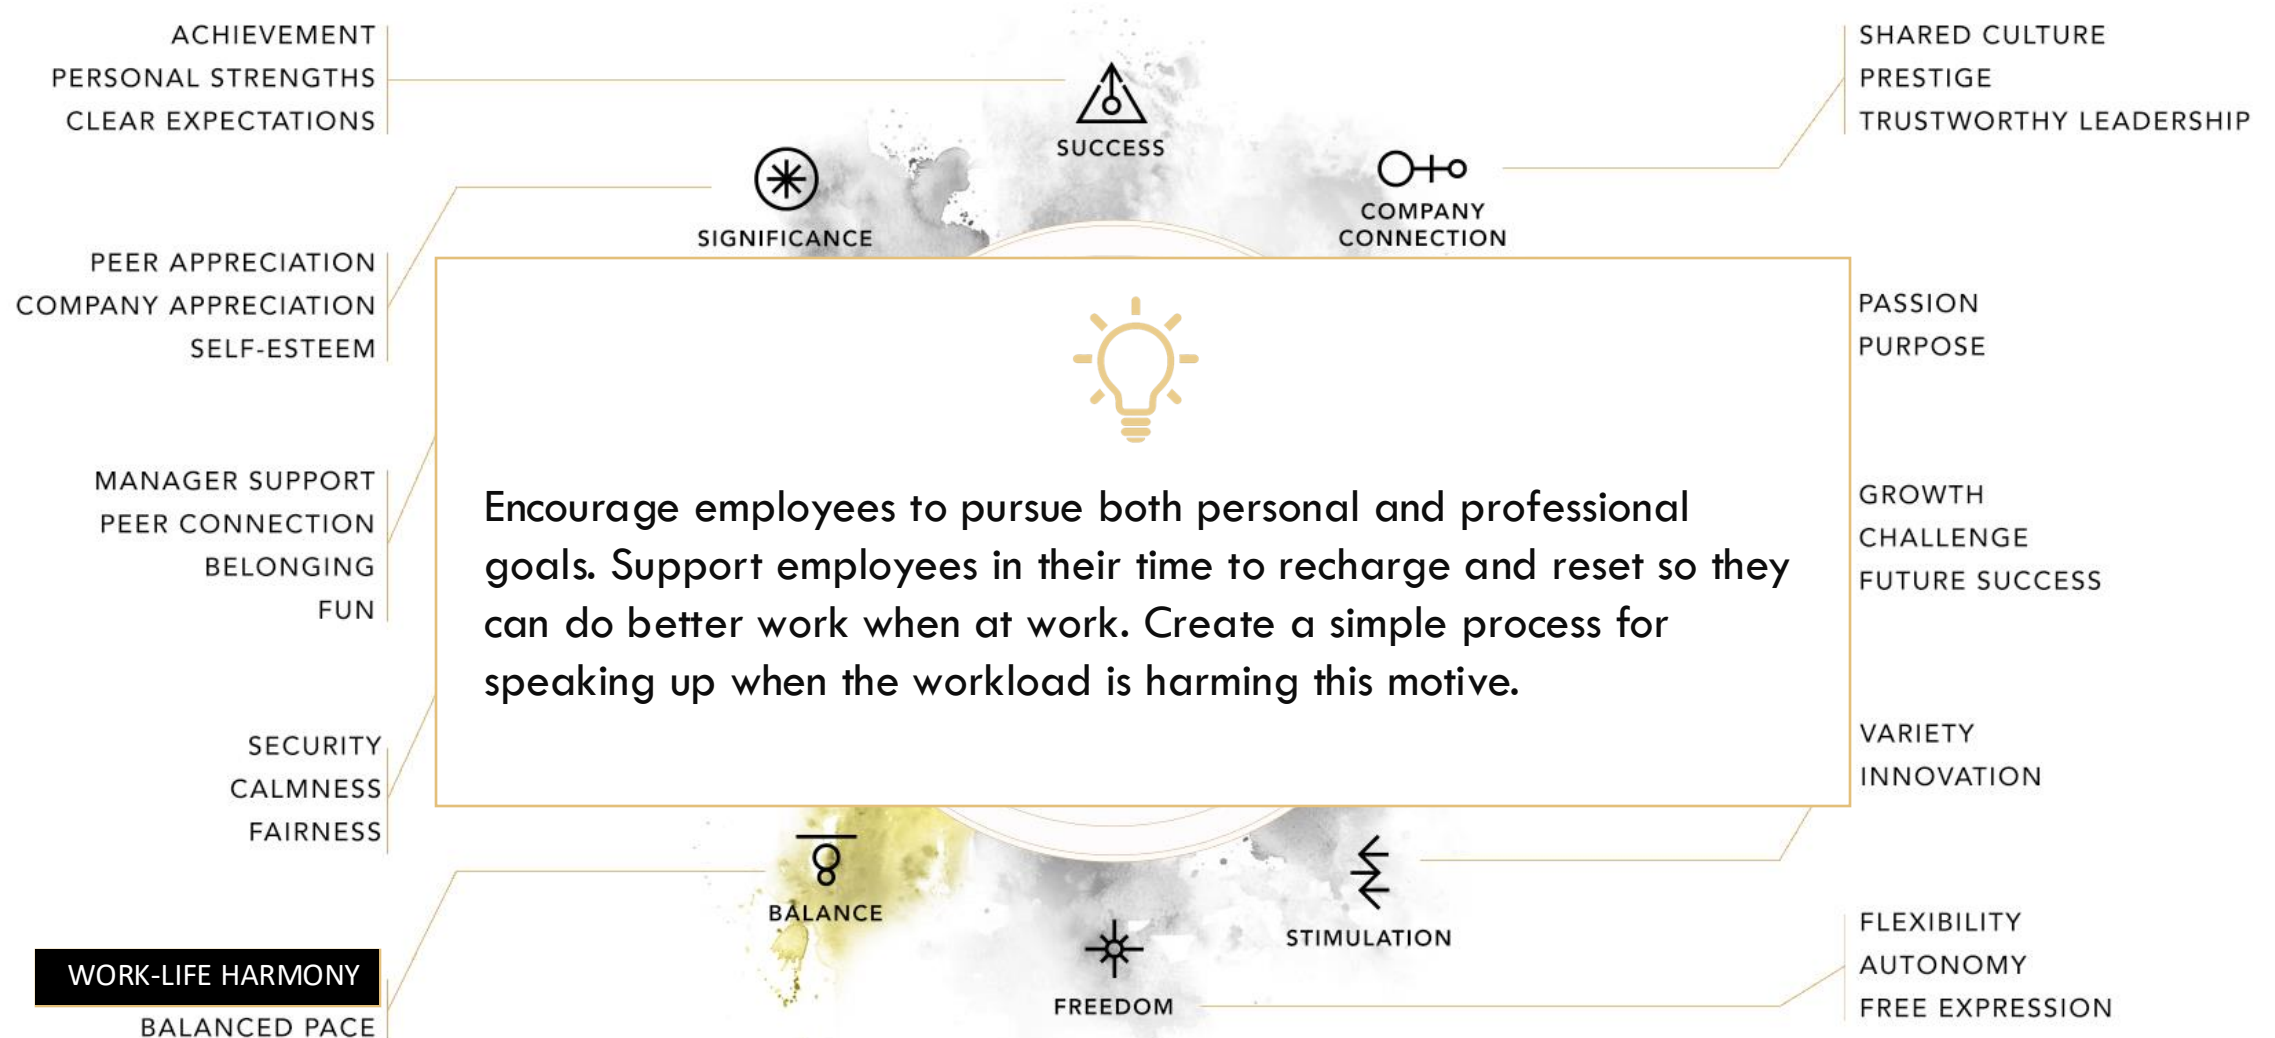 ACHIEVEMENT
PERSONAL STRENGTHS
CLEAR EXPECTATIONS
SUCCESS
SHARED CULTURE
PRESTIGE
TRUSTWORTHY LEADERSHIP
SIGNIFICANCE
COMPANY
CONNECTION
PEER APPRECIATION
COMPANY APPRECIATION
SELF-ESTEEM
PASSION
PURPOSE
MANAGER SUPPORT
PEER CONNECTION
BELONGING
FUN
Encourage employees to pursue both personal and professional
goals. Support employees in their time to recharge and reset so they
can do better work when at work. Create a simple process for
speaking up when the workload is harming this motive.
GROWTH
CHALLENGE
FUTURE SUCCESS
SECURITY
CALMNESS
FAIRNESS
VARIETY
INNOVATION
BALANCE
STIMULATION
FREEDOM
WORK-LIFE HARMONY
BALANCED PACE
FLEXIBILITY
AUTONOMY
FREE EXPRESSION